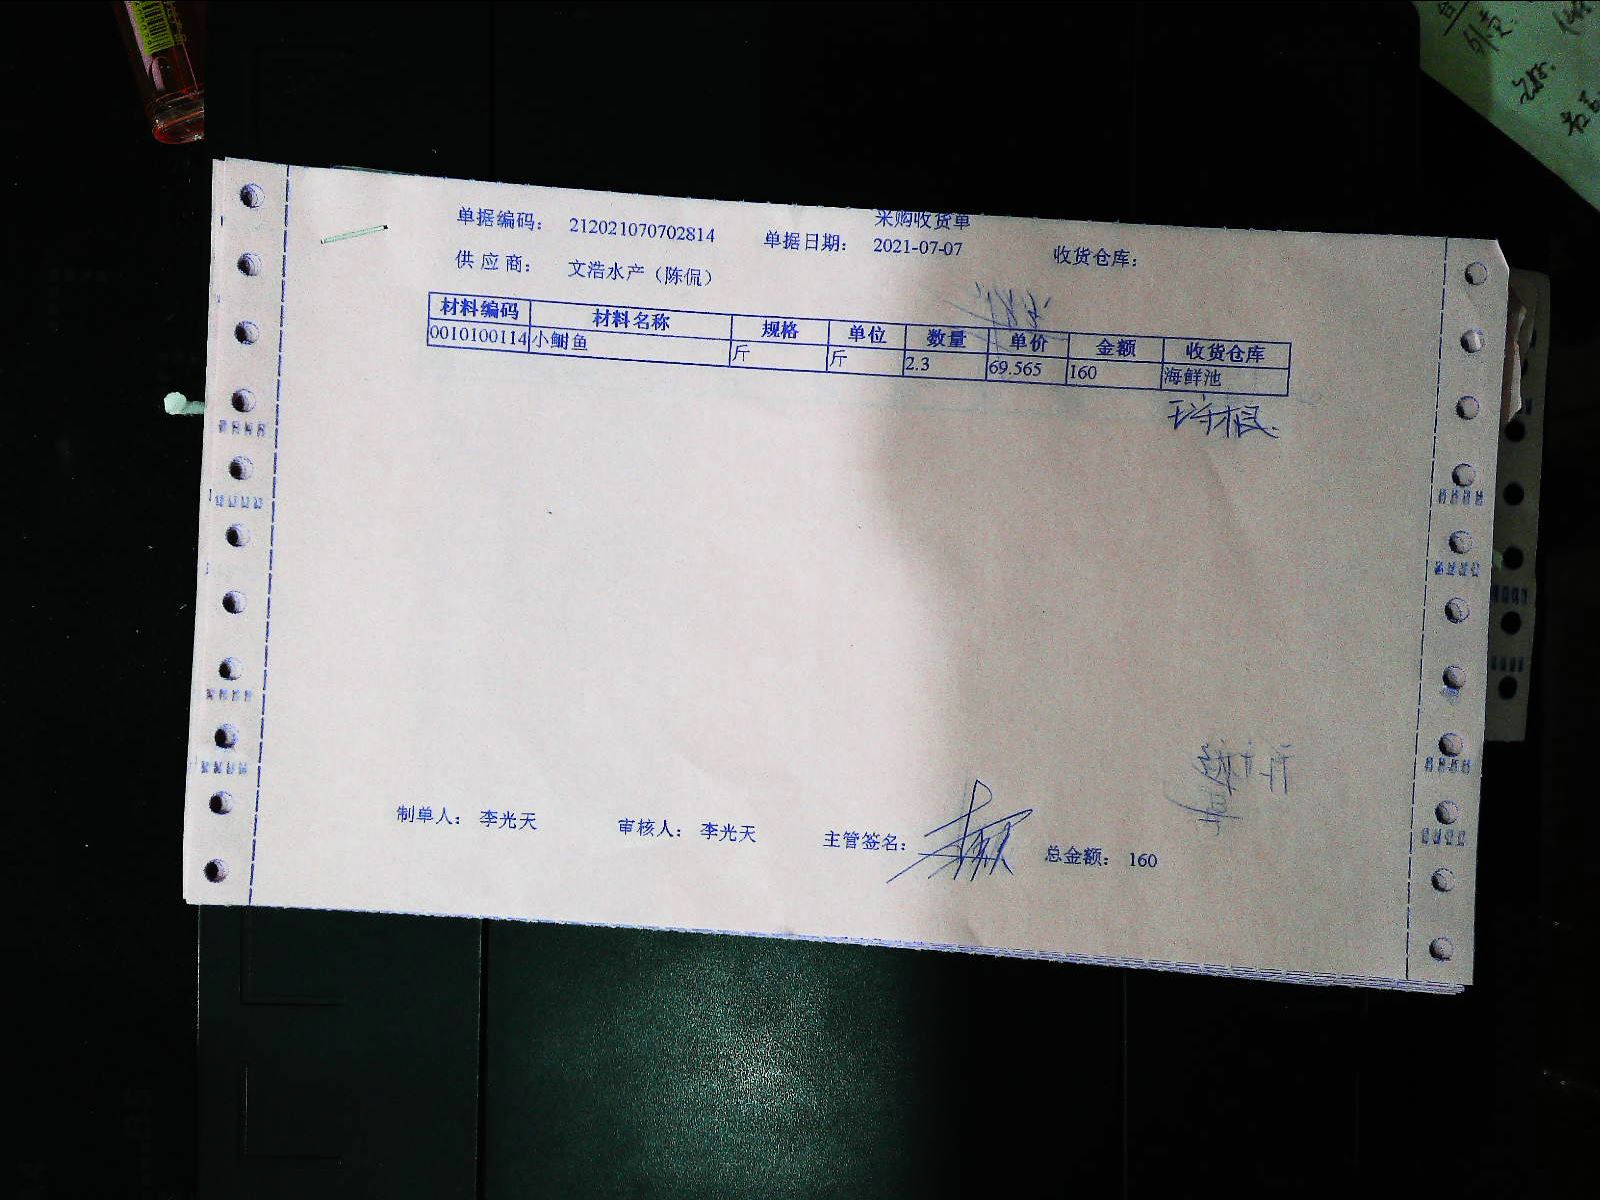 采购收货单
单据编码： 212021070702814 单据日期： 2021-07-07 收货仓库：
供应商： 文浩水产（陈侃）
材料编码 材料名称 规格 单位 数量 单价 金额 收货仓库
0010100114 小鲥鱼 斤 斤 2.3 69.565 160 海鲜池
制单人： 李光天 审核人： 李光天 主管签名： 总金额： 160